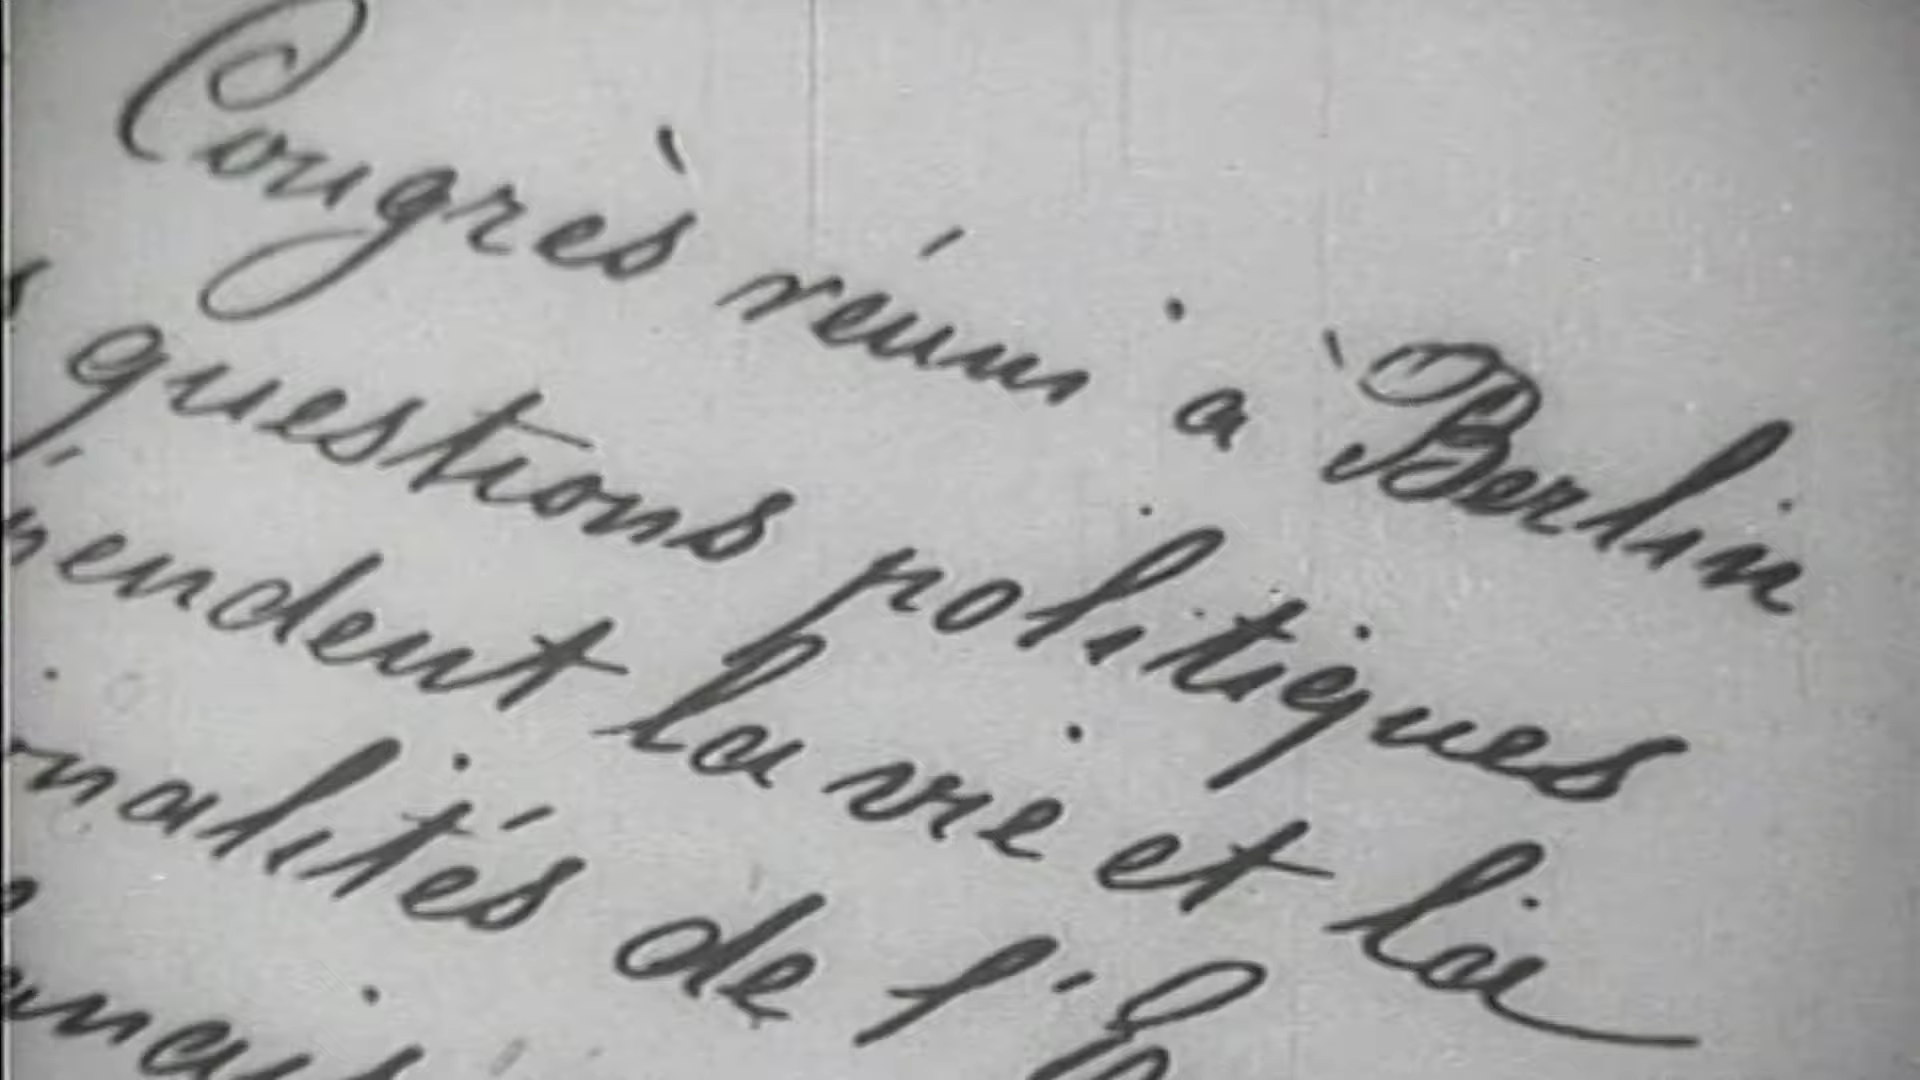 Congrès réuni à Berlin
questions politiques
endent la vie et la
nalités de l'